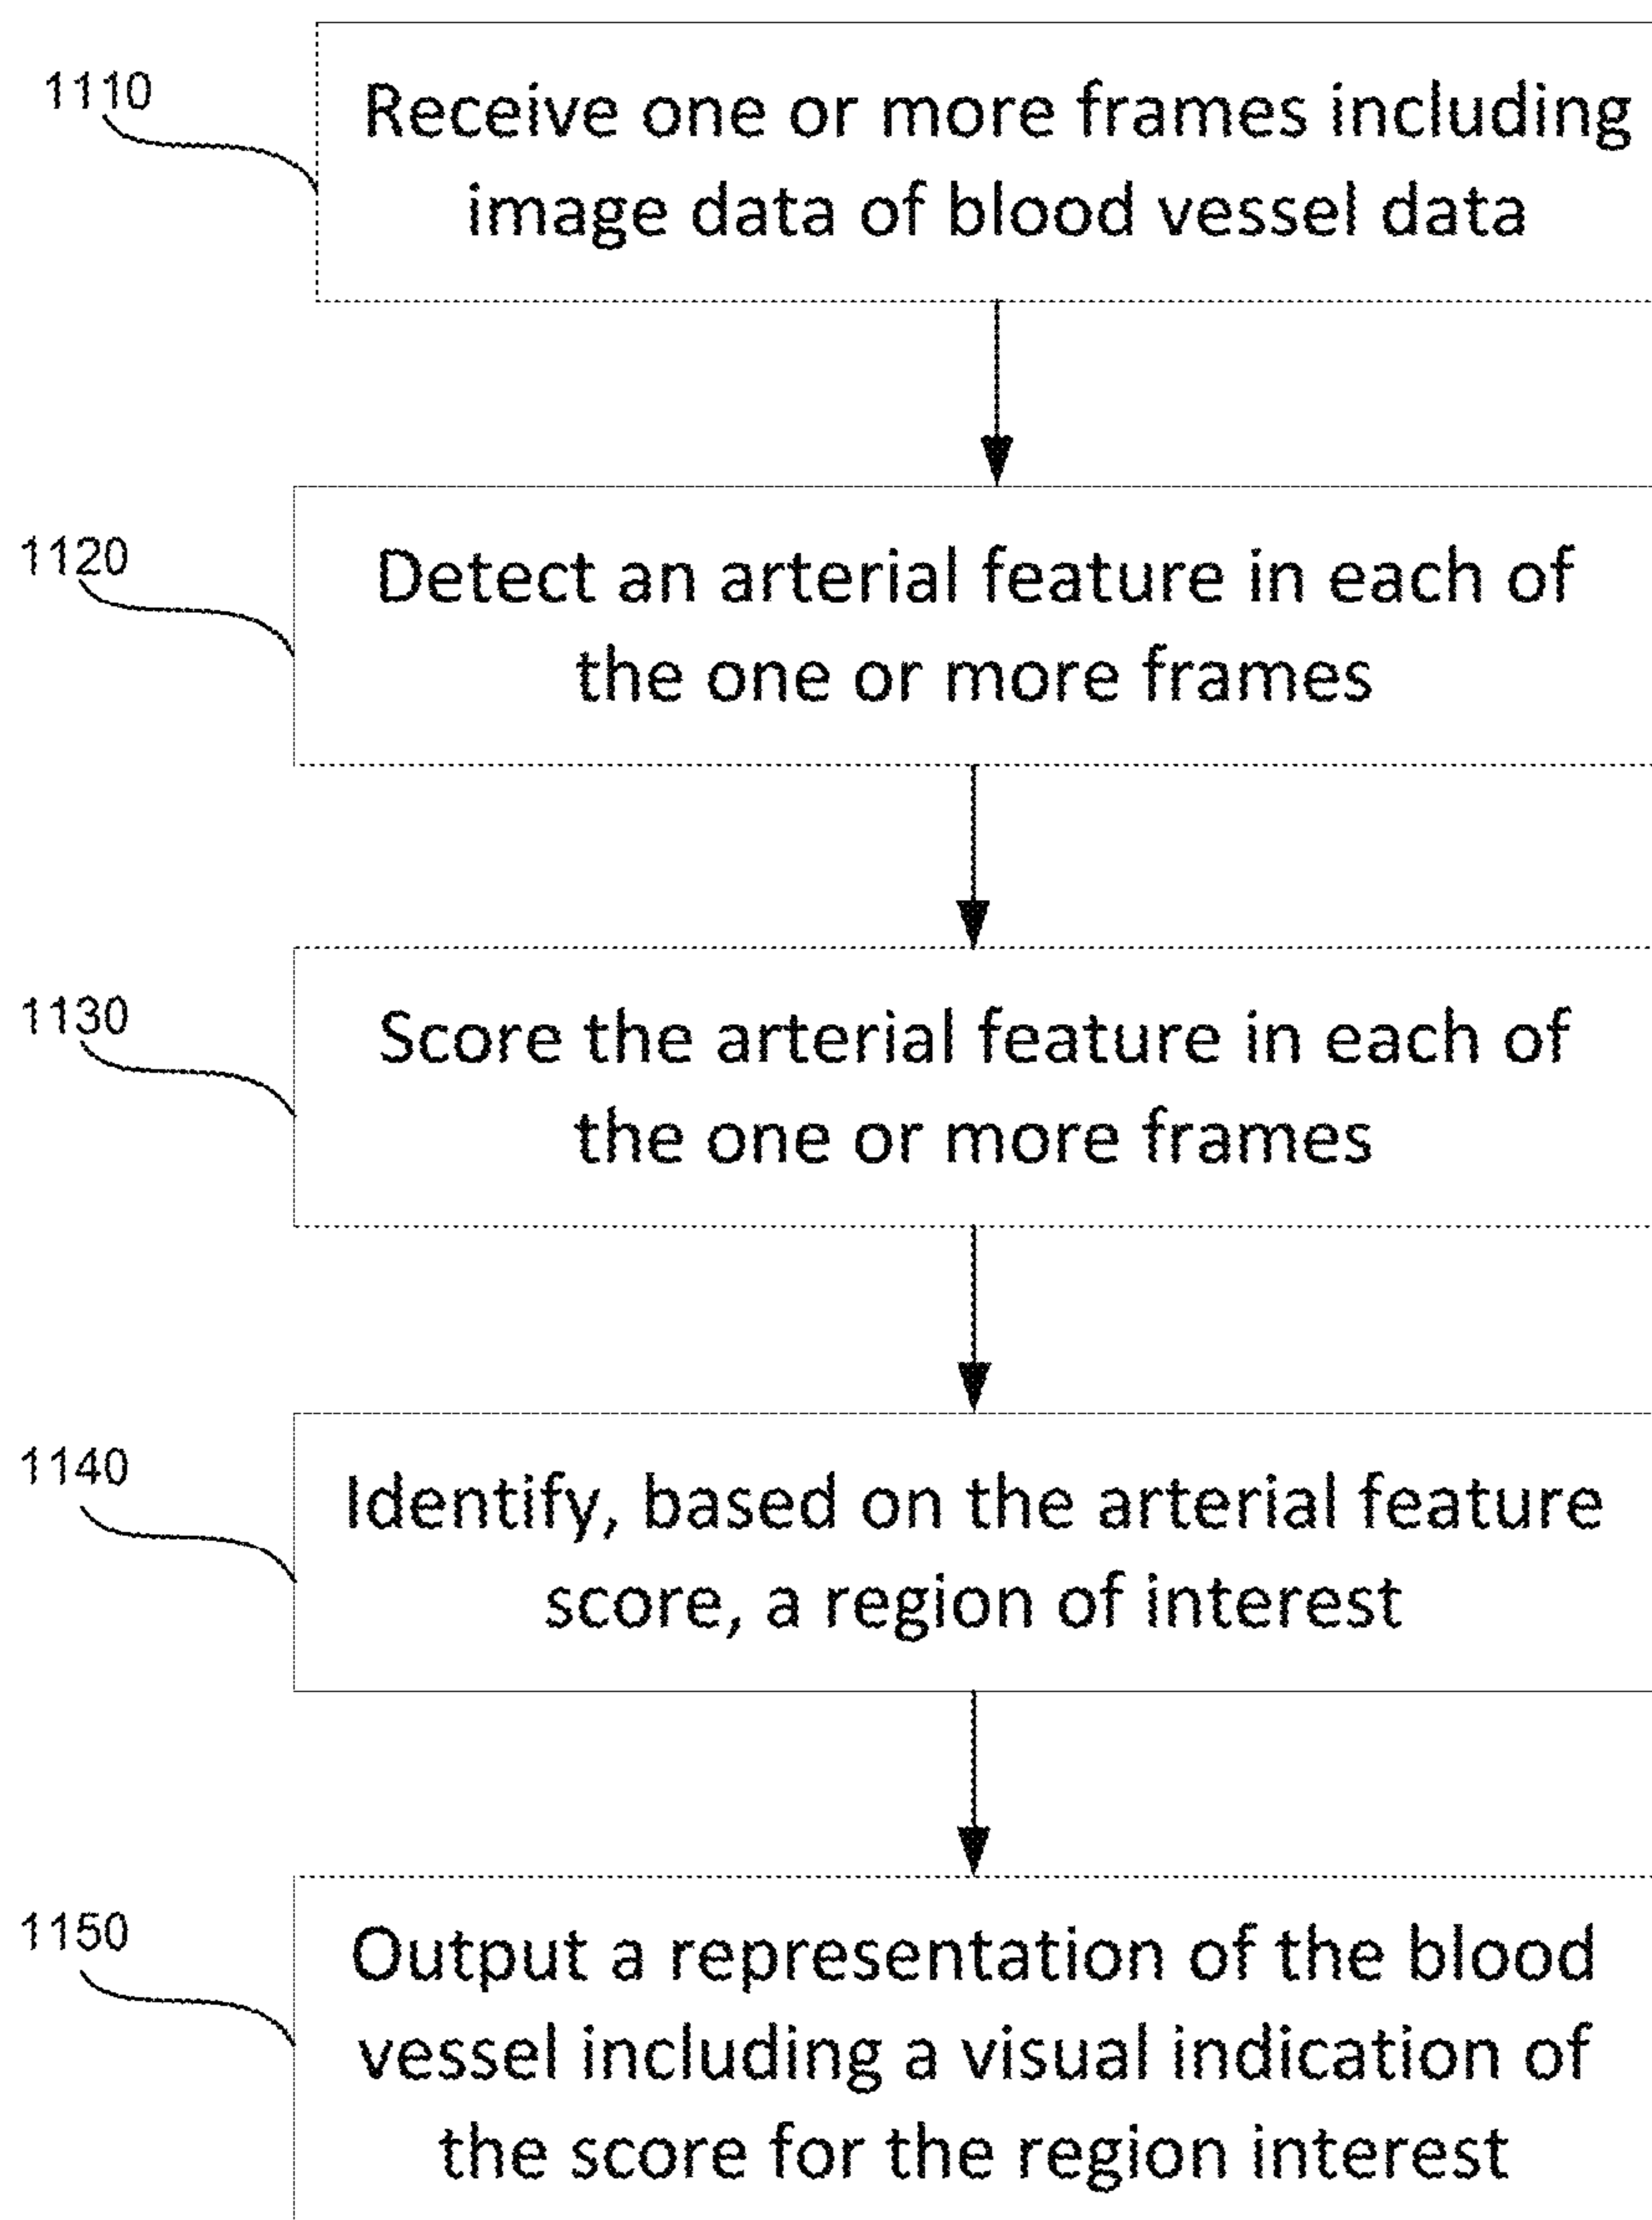 1110
Receive one or more frames including
image data of blood vessel data
1120
Detect an arterial feature in each of
the one or more frames
1130
Score the arterial feature in each of
the one or more frames
1140
Identify, based on the arterial feature
score, a region of interest
1150
Output a representation of the blood
vessel including a visual indication of
the score for the region interest